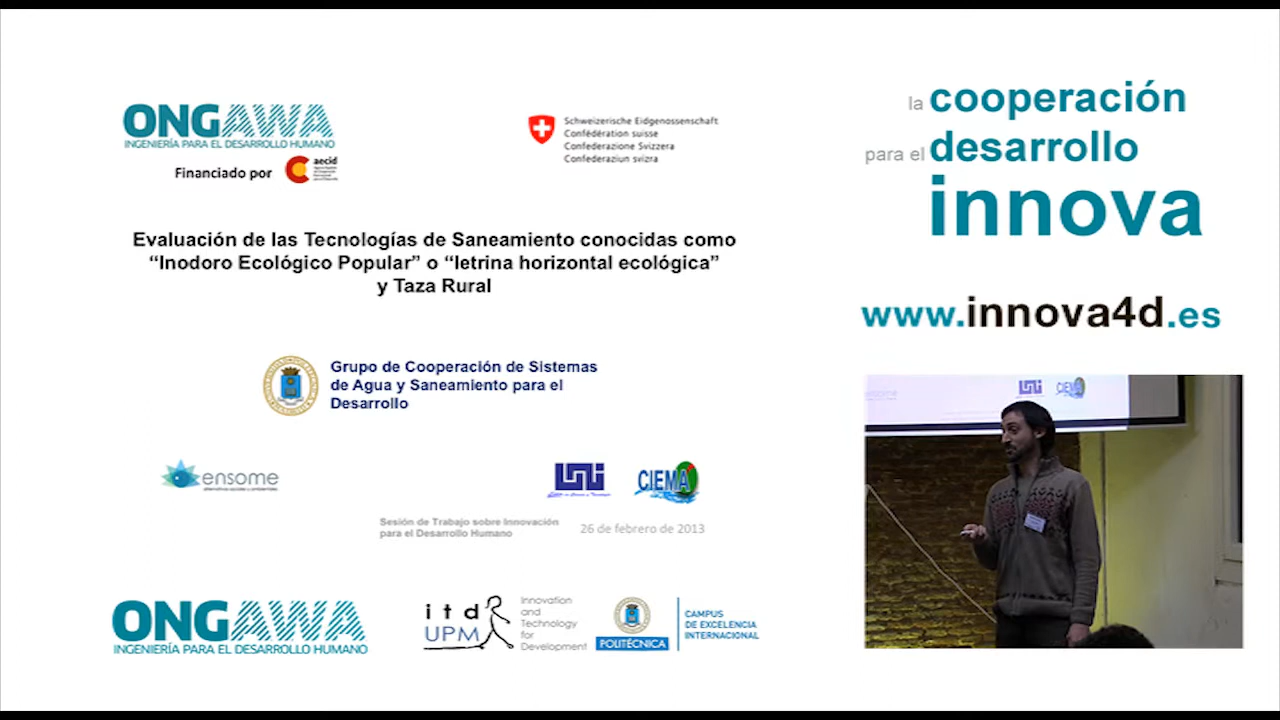 ONGAWA
INGENIERÍA PARA EL DESARROLLO HUMANO
Financiado por
aecid
Schweizerische Eidgenossenschaft
Confédération suisse
Confederazione Svizzera
Confederaziun svizra
Evaluación de las Tecnologías de Saneamiento conocidas como
“Inodoro Ecológico Popular” o “letrina horizontal ecológica”
y Taza Rural
Grupo de Cooperación de Sistemas
de Agua y Saneamiento para el
Desarrollo
ensome
UNi
CIEMA
Sesión de Trabajo sobre Innovación
para el Desarrollo Humano
26 de febrero de 2013
ONGAWA
INGENIERÍA PARA EL DESARROLLO HUMANO
itd
UPM
Innovation
and
Technology
for
Development
POLITÉCNICA
CAMPUS
DE EXCELENCIA
INTERNACIONAL
la cooperación
para el desarrollo
innova
www.innova4d.es
ensome
UNi
CIEMA